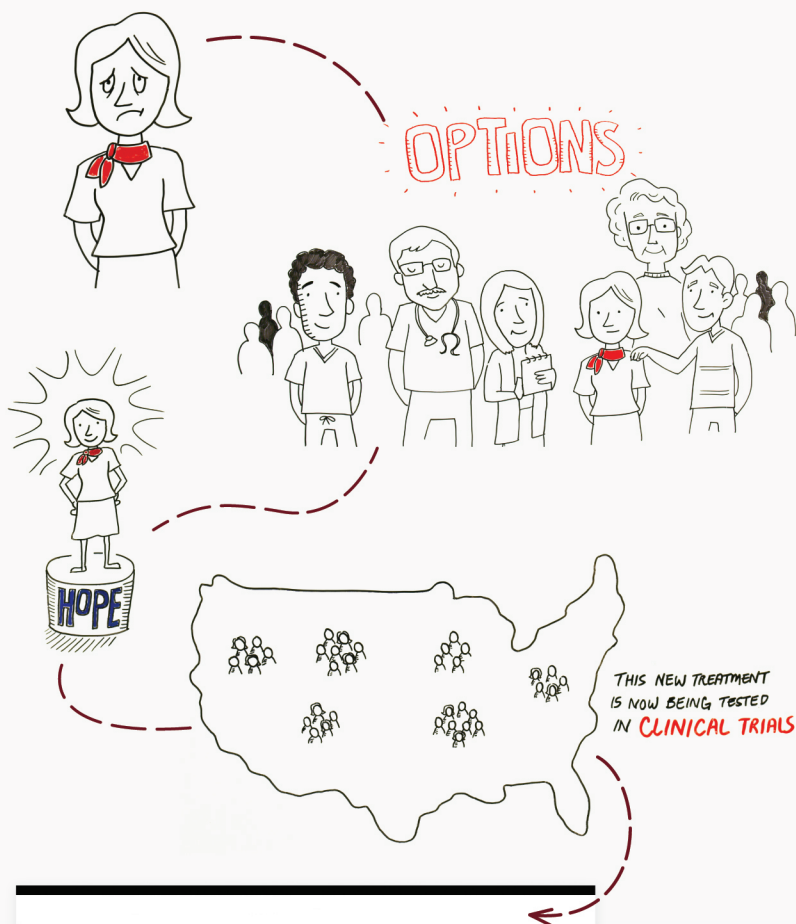 OPTIONS
HOPE
THIS NEW TREATMENT
IS NOW BEING TESTED
IN CLINICAL TRIALS